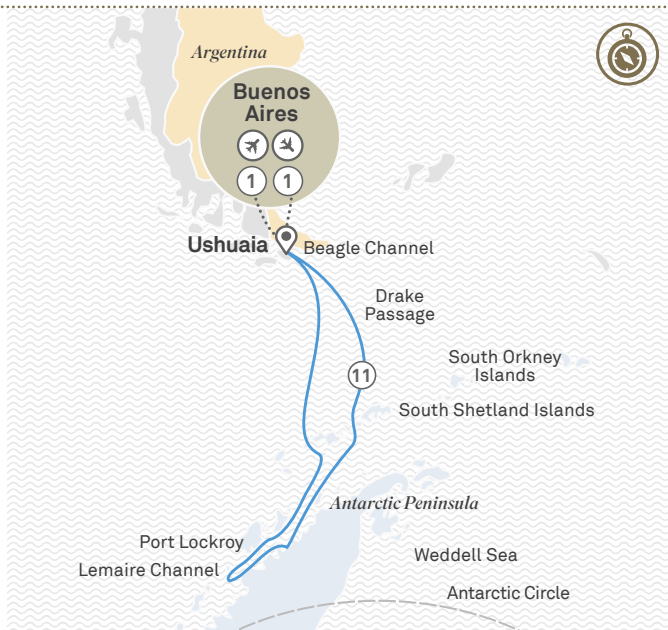 Argentina
Buenos
Aires
1 1
Ushuaia
Beagle Channel
Drake
Passage
South Orkney
Islands
11
South Shetland Islands
Antarctic Peninsula
Port Lockroy
Weddell Sea
Lemaire Channel
Antarctic Circle